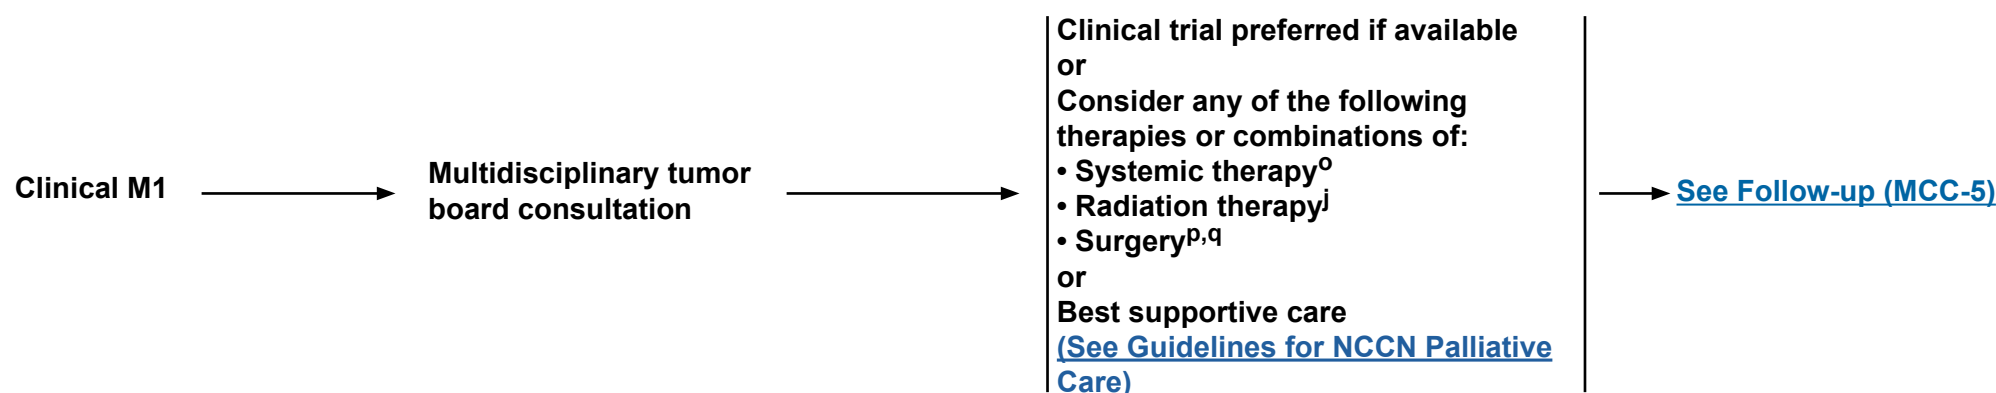 Clinical M1
Multidisciplinary tumor
board consultation
Clinical trial preferred if available
or
Consider any of the following
therapies or combinations of:
• Systemic therapyo
• Radiation therapyj
• Surgeryp,q
or
Best supportive care
(See Guidelines for NCCN Palliative
Care)
See Follow-up (MCC-5)